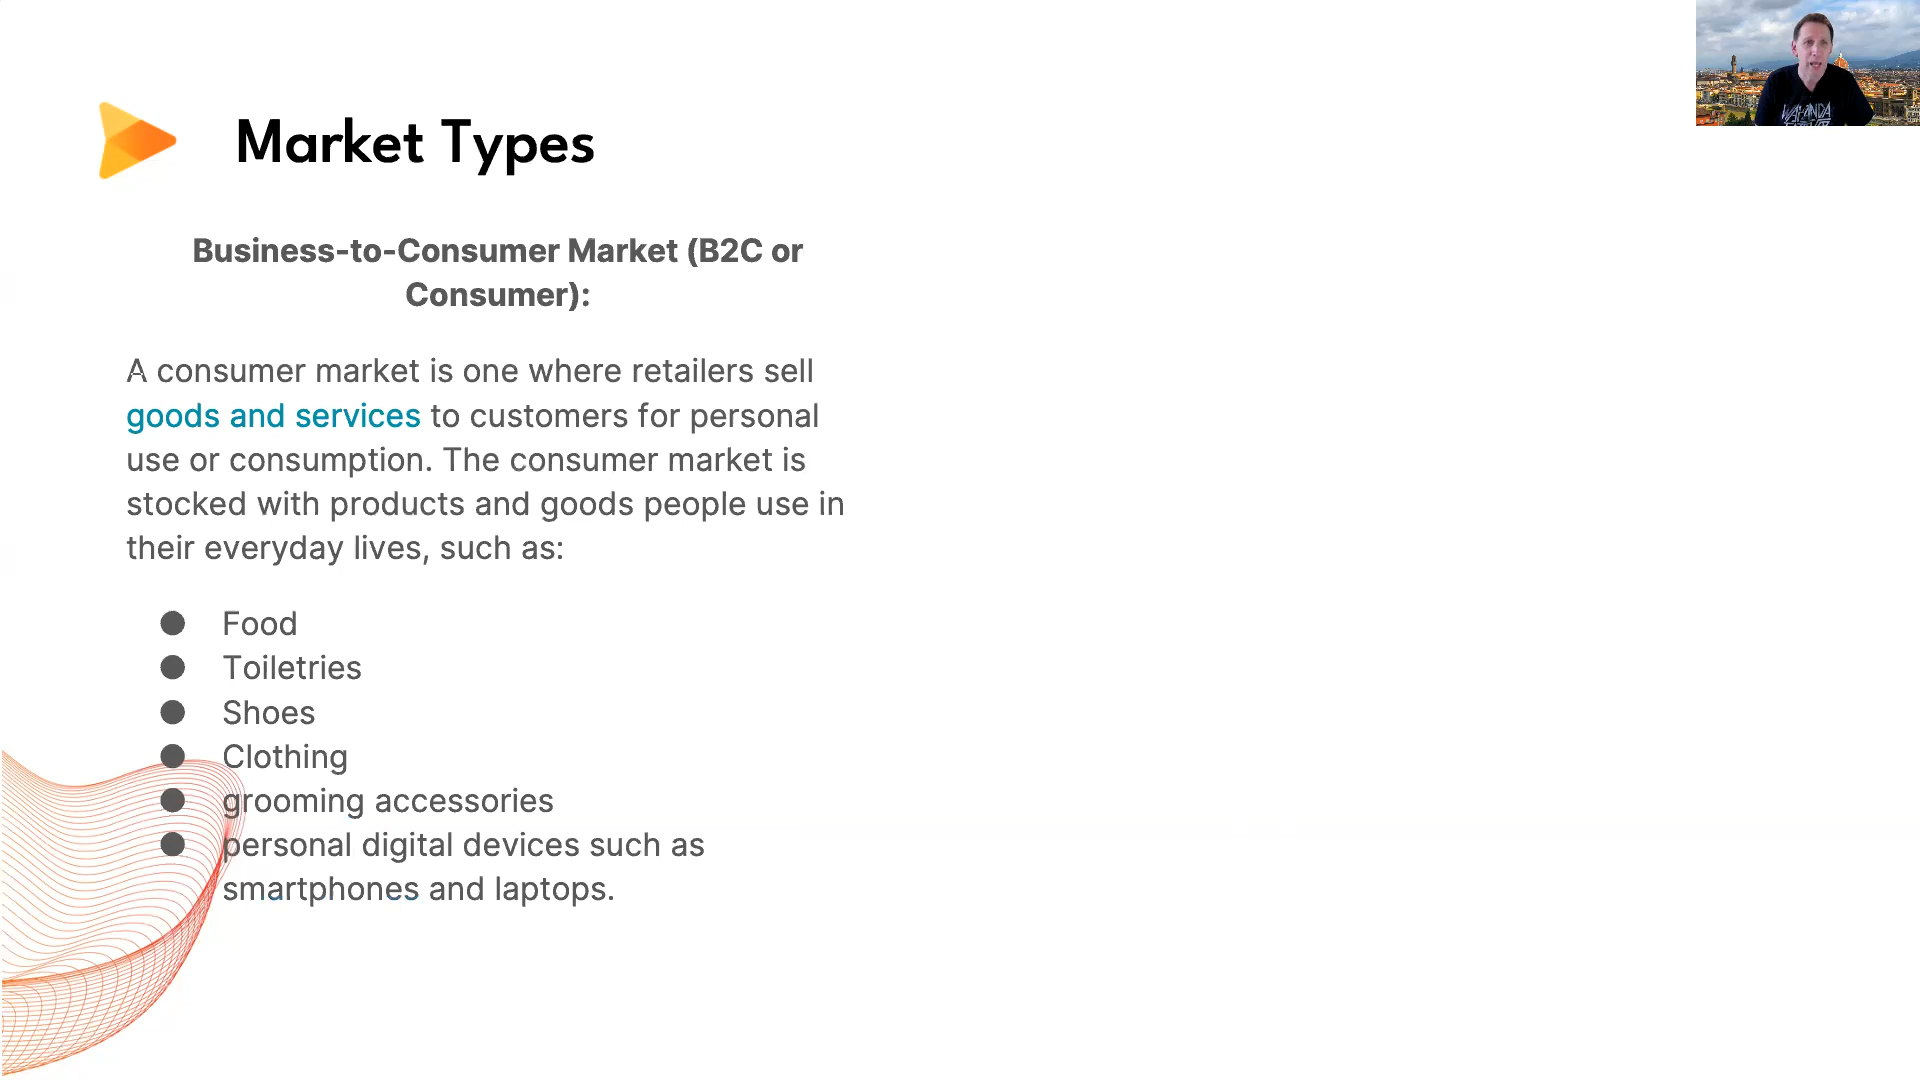 Market Types
Business-to-Consumer Market (B2C or
Consumer):
A consumer market is one where retailers sell
goods and services to customers for personal
use or consumption. The consumer market is
stocked with products and goods people use in
their everyday lives, such as:
● Food
● Toiletries
● Shoes
● Clothing
● grooming accessories
● personal digital devices such as
smartphones and laptops.
WAKANDA